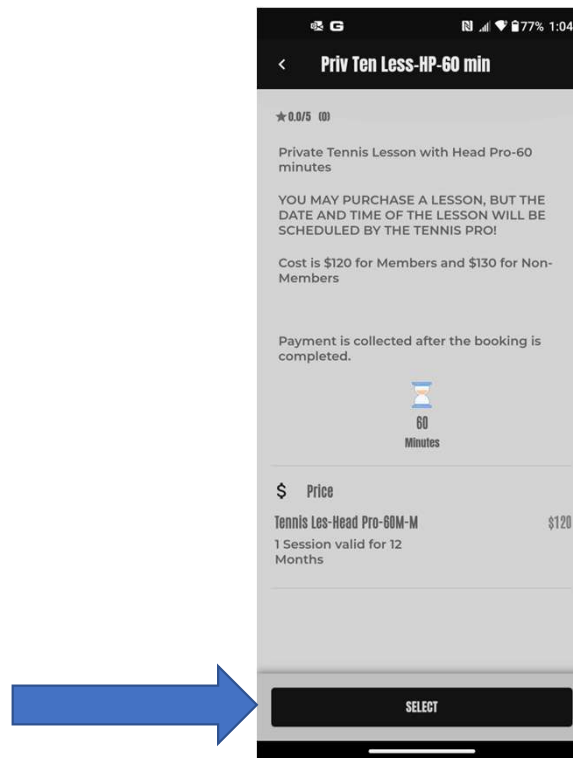 G 77% 1:04
< Priv Ten Less-HP-60 min
★ 0.0/5 (0)
Private Tennis Lesson with Head Pro-60
minutes
YOU MAY PURCHASE A LESSON, BUT THE
DATE AND TIME OF THE LESSON WILL BE
SCHEDULED BY THE TENNIS PRO!
Cost is $120 for Members and $130 for Non-
Members
Payment is collected after the booking is
completed.
60
Minutes
$ Price
Tennis Les-Head Pro-60M-M $120
1 Session valid for 12
Months
SELECT